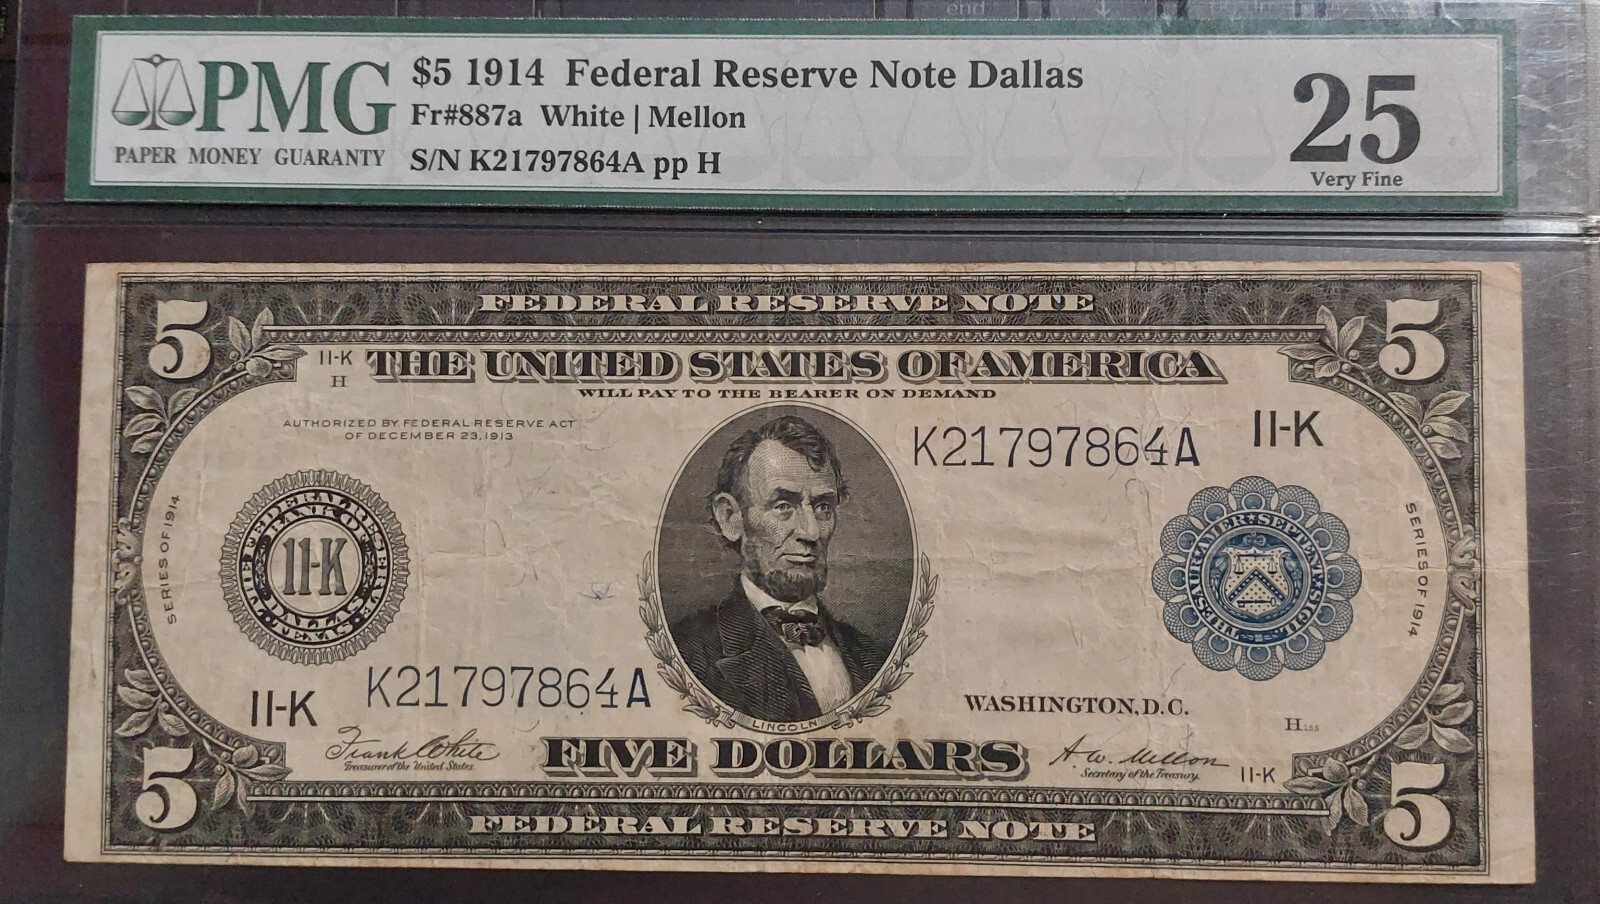 PMG
PAPER MONEY GUARANTY
$5 1914 Federal Reserve Note Dallas
Fr#887a White | Mellon
S/N K21797864A pp H
25
Very Fine
FEDERAL RESERVE NOTE
5
5
11-K
H
THE UNITED STATES OF AMERICA
WILL PAY TO THE BEARER ON DEMAND
AUTHORIZED BY FEDERAL RESERVE ACT
OF DECEMBER 23, 1913
K21797864A
11-K
SERIES OF 1914
11-K
THE TREASURY SEPTEMR
SERIES OF 1914
K21797864A
11-K
LINCOLN
WASHINGTON, D.C.
Frank White
Treasurer of the United States.
FIVE DOLLARS
A.W. Mellon
Secretary of the Treasury.
H155
11-K
5
5
FEDERAL RESERVE NOTE